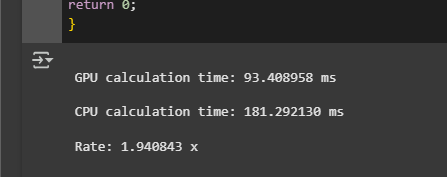 return 0;
}
GPU calculation time: 93.408958 ms
CPU calculation time: 181.292130 ms
Rate: 1.940843 x